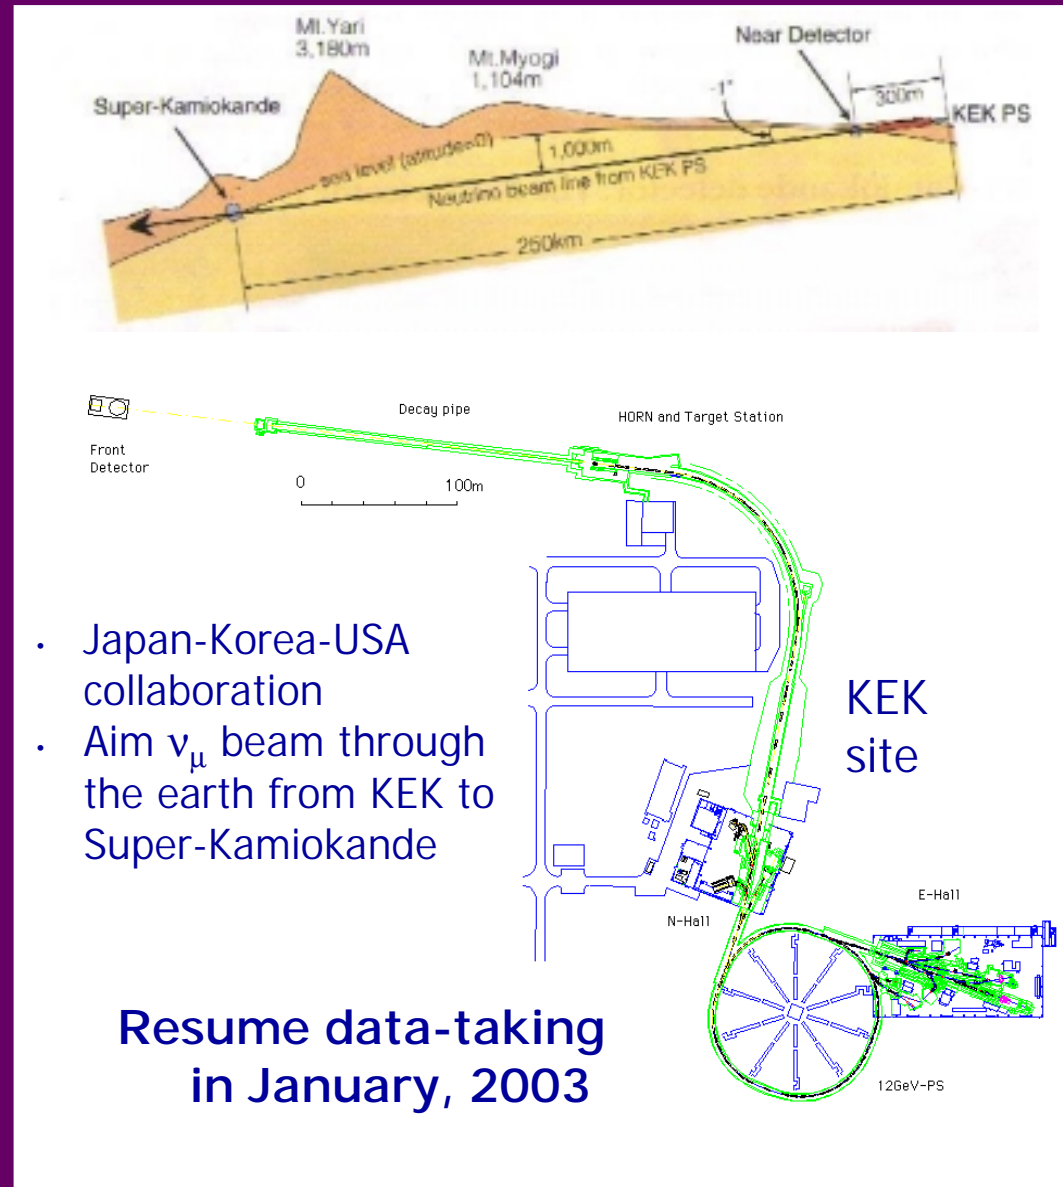 Mt.Yari
3,180m
Mt.Myogi
1,104m
Near Detector
Super-Kamiokande
-1°
300m
KEK PS
sea level (atitude=0)
1,000m
Neutrino beam line from KEK PS
250km
Decay pipe
HORN and Target Station
Front
Detector
0 100m
• Japan-Korea-USA
collaboration
• Aim νμ beam through
the earth from KEK to
Super-Kamiokande
KEK
site
N-Hall
E-Hall
12GeV-PS
Resume data-taking
in January, 2003